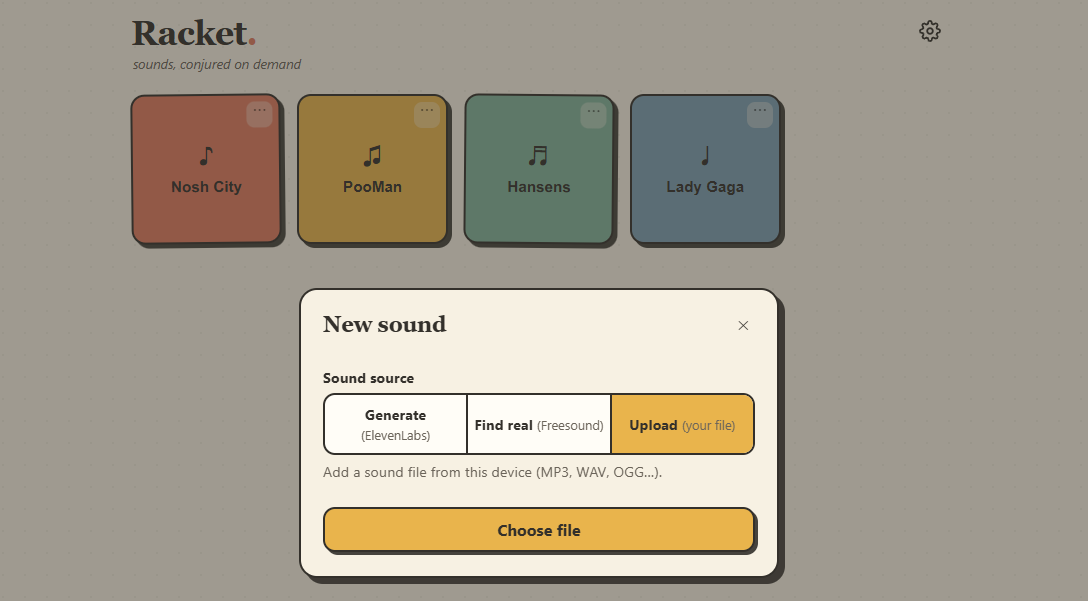 Racket.
sounds, conjured on demand
Nosh City
PooMan
Hansens
Lady Gaga
New sound
Sound source
Generate
(ElevenLabs)
Find real (Freesound)
Upload (your file)
Add a sound file from this device (MP3, WAV, OGG...).
Choose file